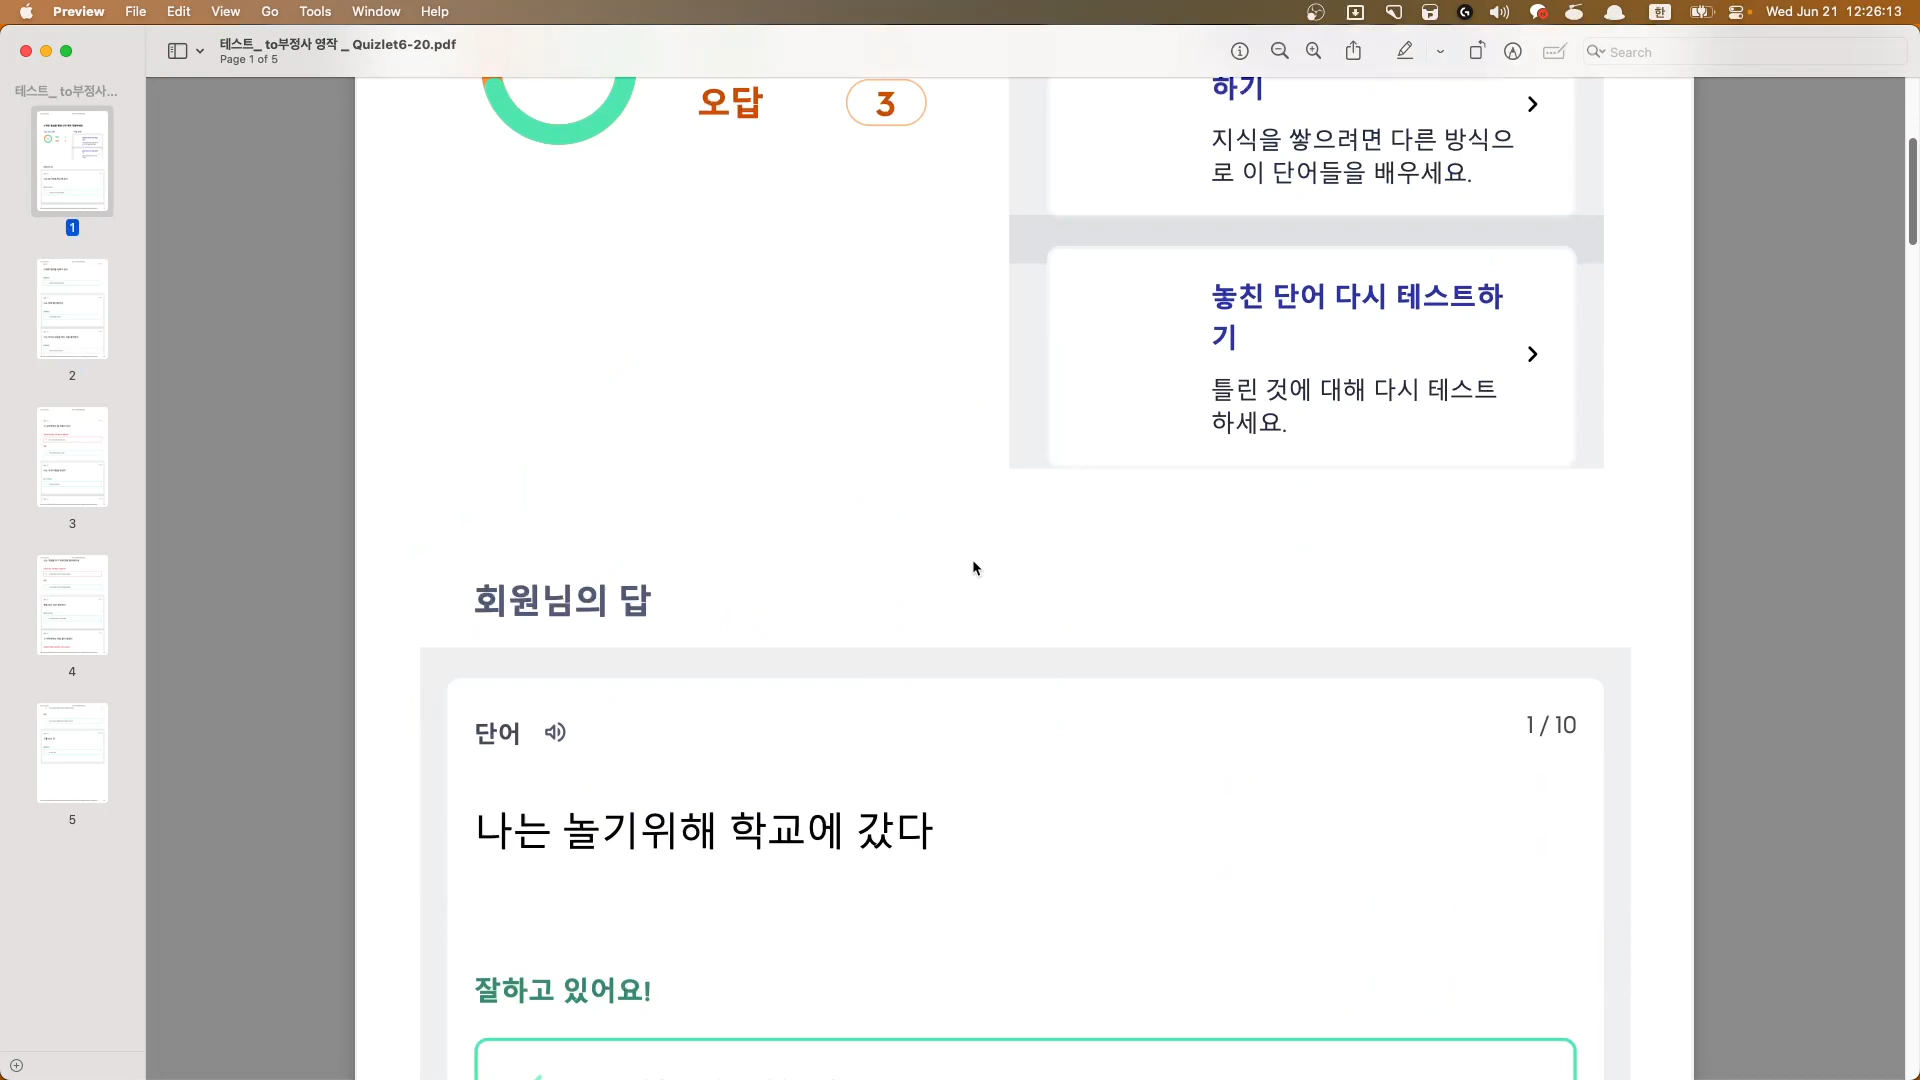 Preview File Edit View Go Tools Window Help
한
Wed Jun 21 12:26:13
테스트_ to부정사 영작 _ Quizlet6-20.pdf
Page 1 of 5
Search
테스트_ to부정사...
1
2
3
4
5
오답 3
하기
지식을 쌓으려면 다른 방식으
로 이 단어들을 배우세요.
놓친 단어 다시 테스트하
기
틀린 것에 대해 다시 테스트
하세요.
회원님의 답
단어
1 / 10
나는 놀기위해 학교에 갔다
잘하고 있어요!